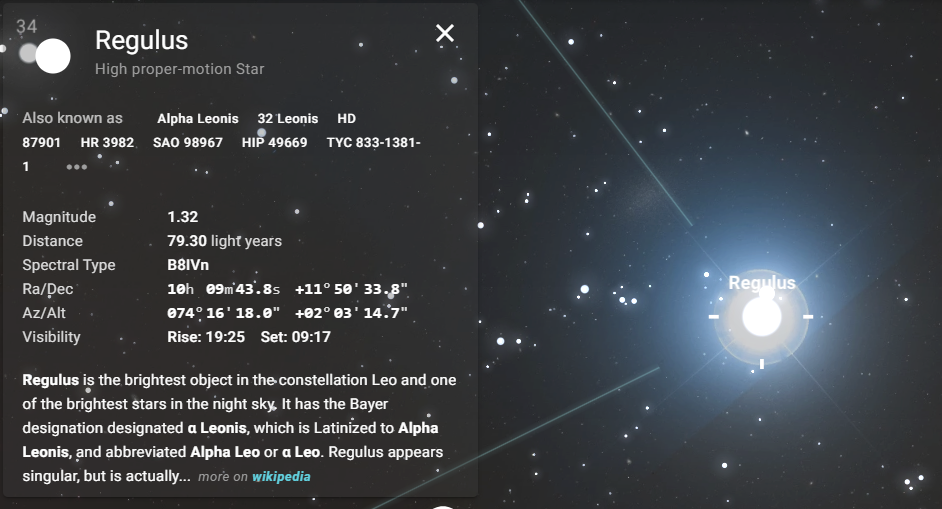 34
Regulus
High proper-motion Star
Also known as Alpha Leonis 32 Leonis HD
87901 HR 3982 SAO 98967 HIP 49669 TYC 833-1381-
1 •••
Magnitude 1.32
Distance 79.30 light years
Spectral Type B8IVn
Ra/Dec 10h 09m43.8s +11°50'33.8"
Az/Alt 074°16'18.0" +02°03'14.7"
Visibility Rise: 19:25 Set: 09:17
Regulus is the brightest object in the constellation Leo and one
of the brightest stars in the night sky. It has the Bayer
designation designated α Leonis, which is Latinized to Alpha
Leonis, and abbreviated Alpha Leo or α Leo. Regulus appears
singular, but is actually... more on wikipedia
Regulus